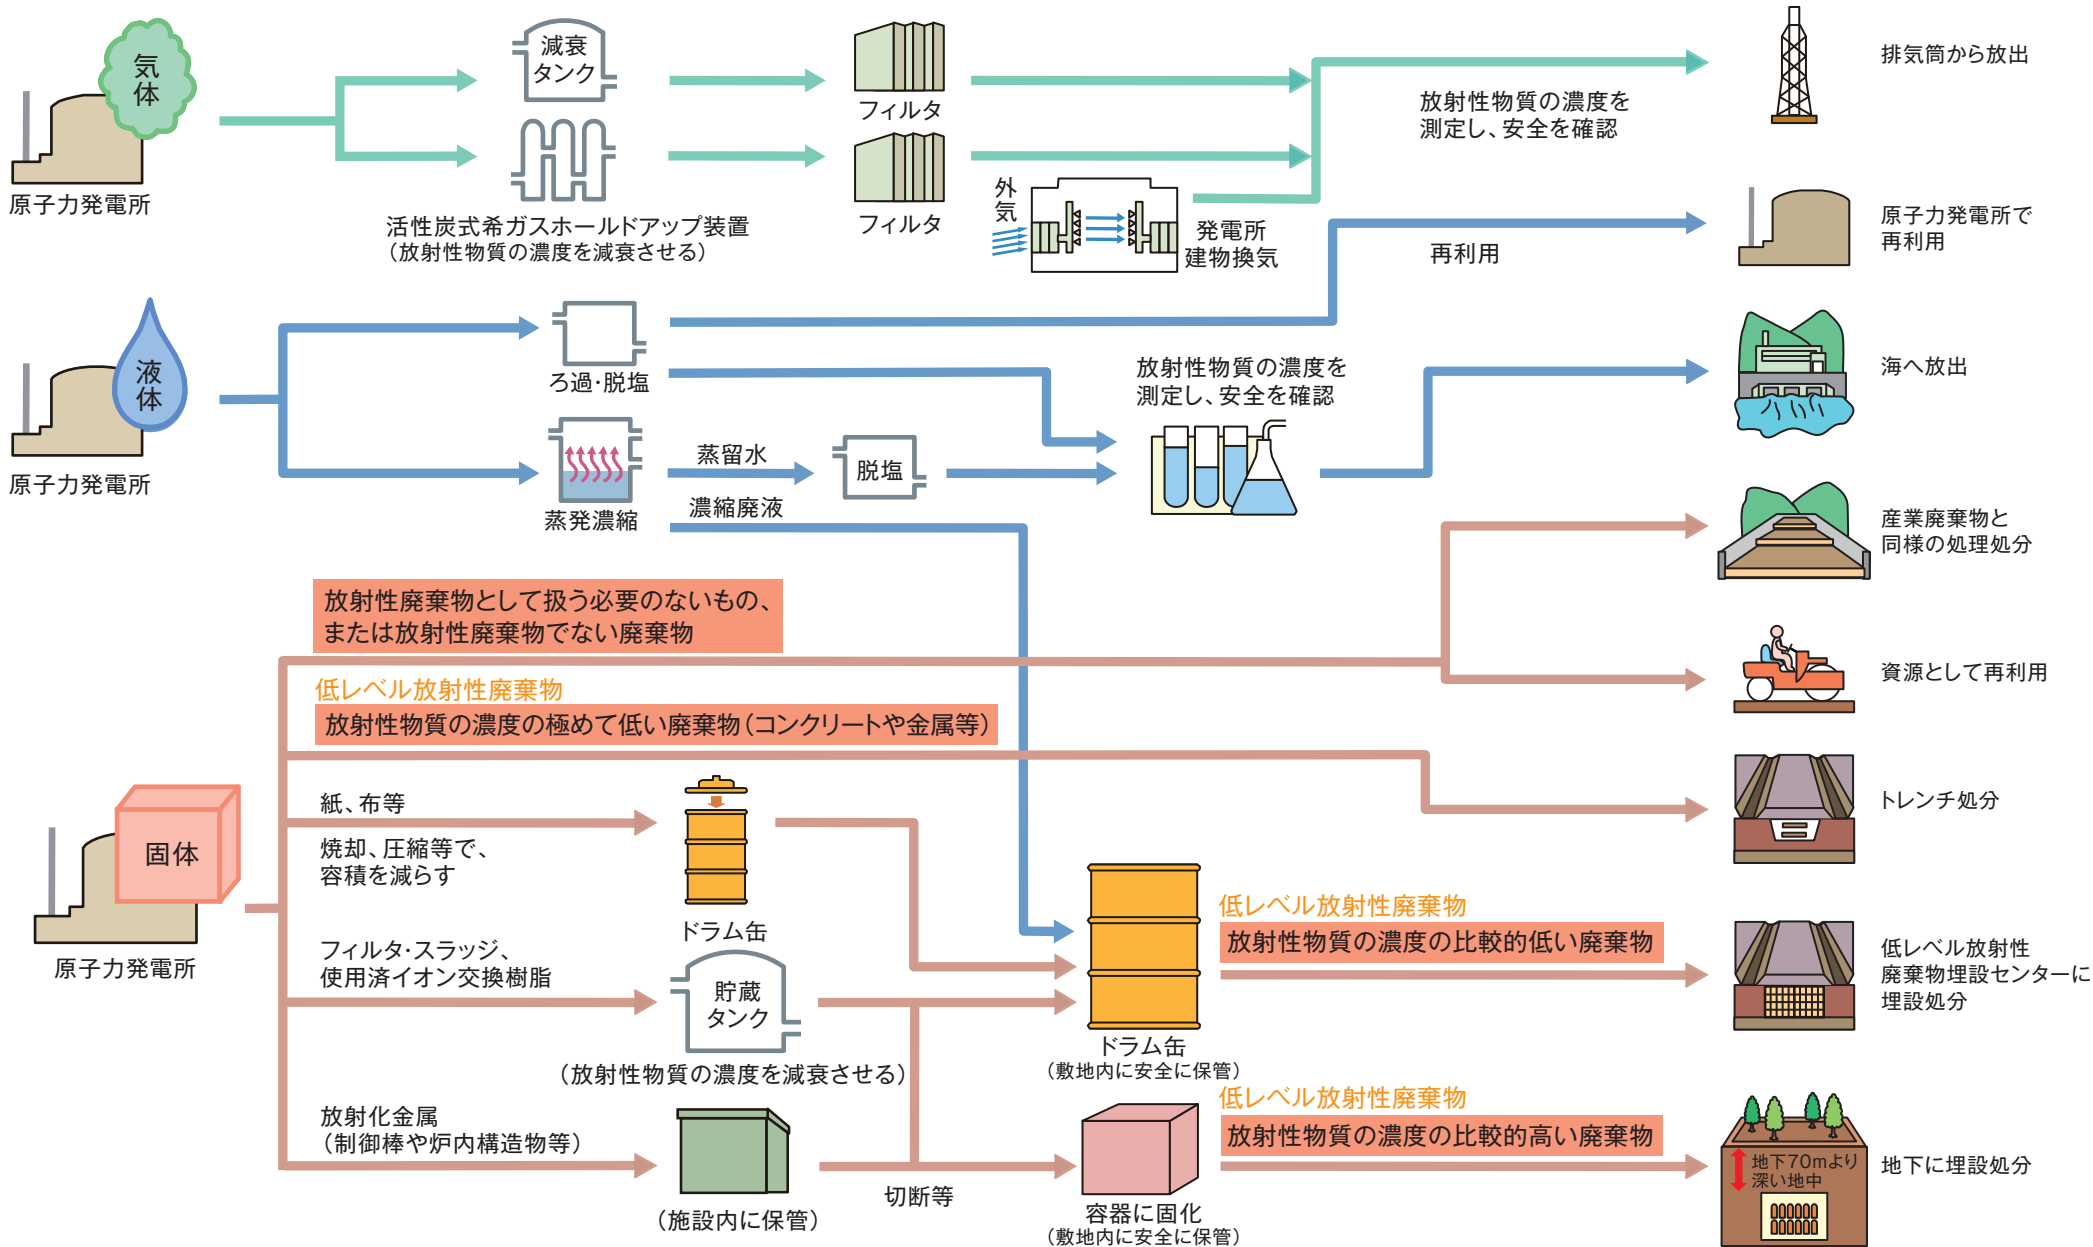 気
体
原子力発電所
減衰
タンク
活性炭式希ガスホールドアップ装置
（放射性物質の濃度を減衰させる）
フィルタ
フィルタ
外
気
発電所
建物換気
放射性物質の濃度を
測定し、安全を確認
排気筒から放出
液
体
原子力発電所
ろ過・脱塩
蒸発濃縮
蒸留水
濃縮廃液
脱塩
放射性物質の濃度を
測定し、安全を確認
再利用
原子力発電所で
再利用
海へ放出
産業廃棄物と
同様の処理処分
放射性廃棄物として扱う必要のないもの、
または放射性廃棄物でない廃棄物
資源として再利用
低レベル放射性廃棄物
放射性物質の濃度の極めて低い廃棄物（コンクリートや金属等）
トレンチ処分
固体
原子力発電所
紙、布等
焼却、圧縮等で、
容積を減らす
ドラム缶
フィルタ・スラッジ、
使用済イオン交換樹脂
貯蔵
タンク
（放射性物質の濃度を減衰させる）
放射化金属
（制御棒や炉内構造物等）
（施設内に保管）
切断等
ドラム缶
（敷地内に安全に保管）
容器に固化
（敷地内に安全に保管）
低レベル放射性廃棄物
放射性物質の濃度の比較的低い廃棄物
低レベル放射性
廃棄物埋設センターに
埋設処分
低レベル放射性廃棄物
放射性物質の濃度の比較的高い廃棄物
地下70mより
深い地中
地下に埋設処分